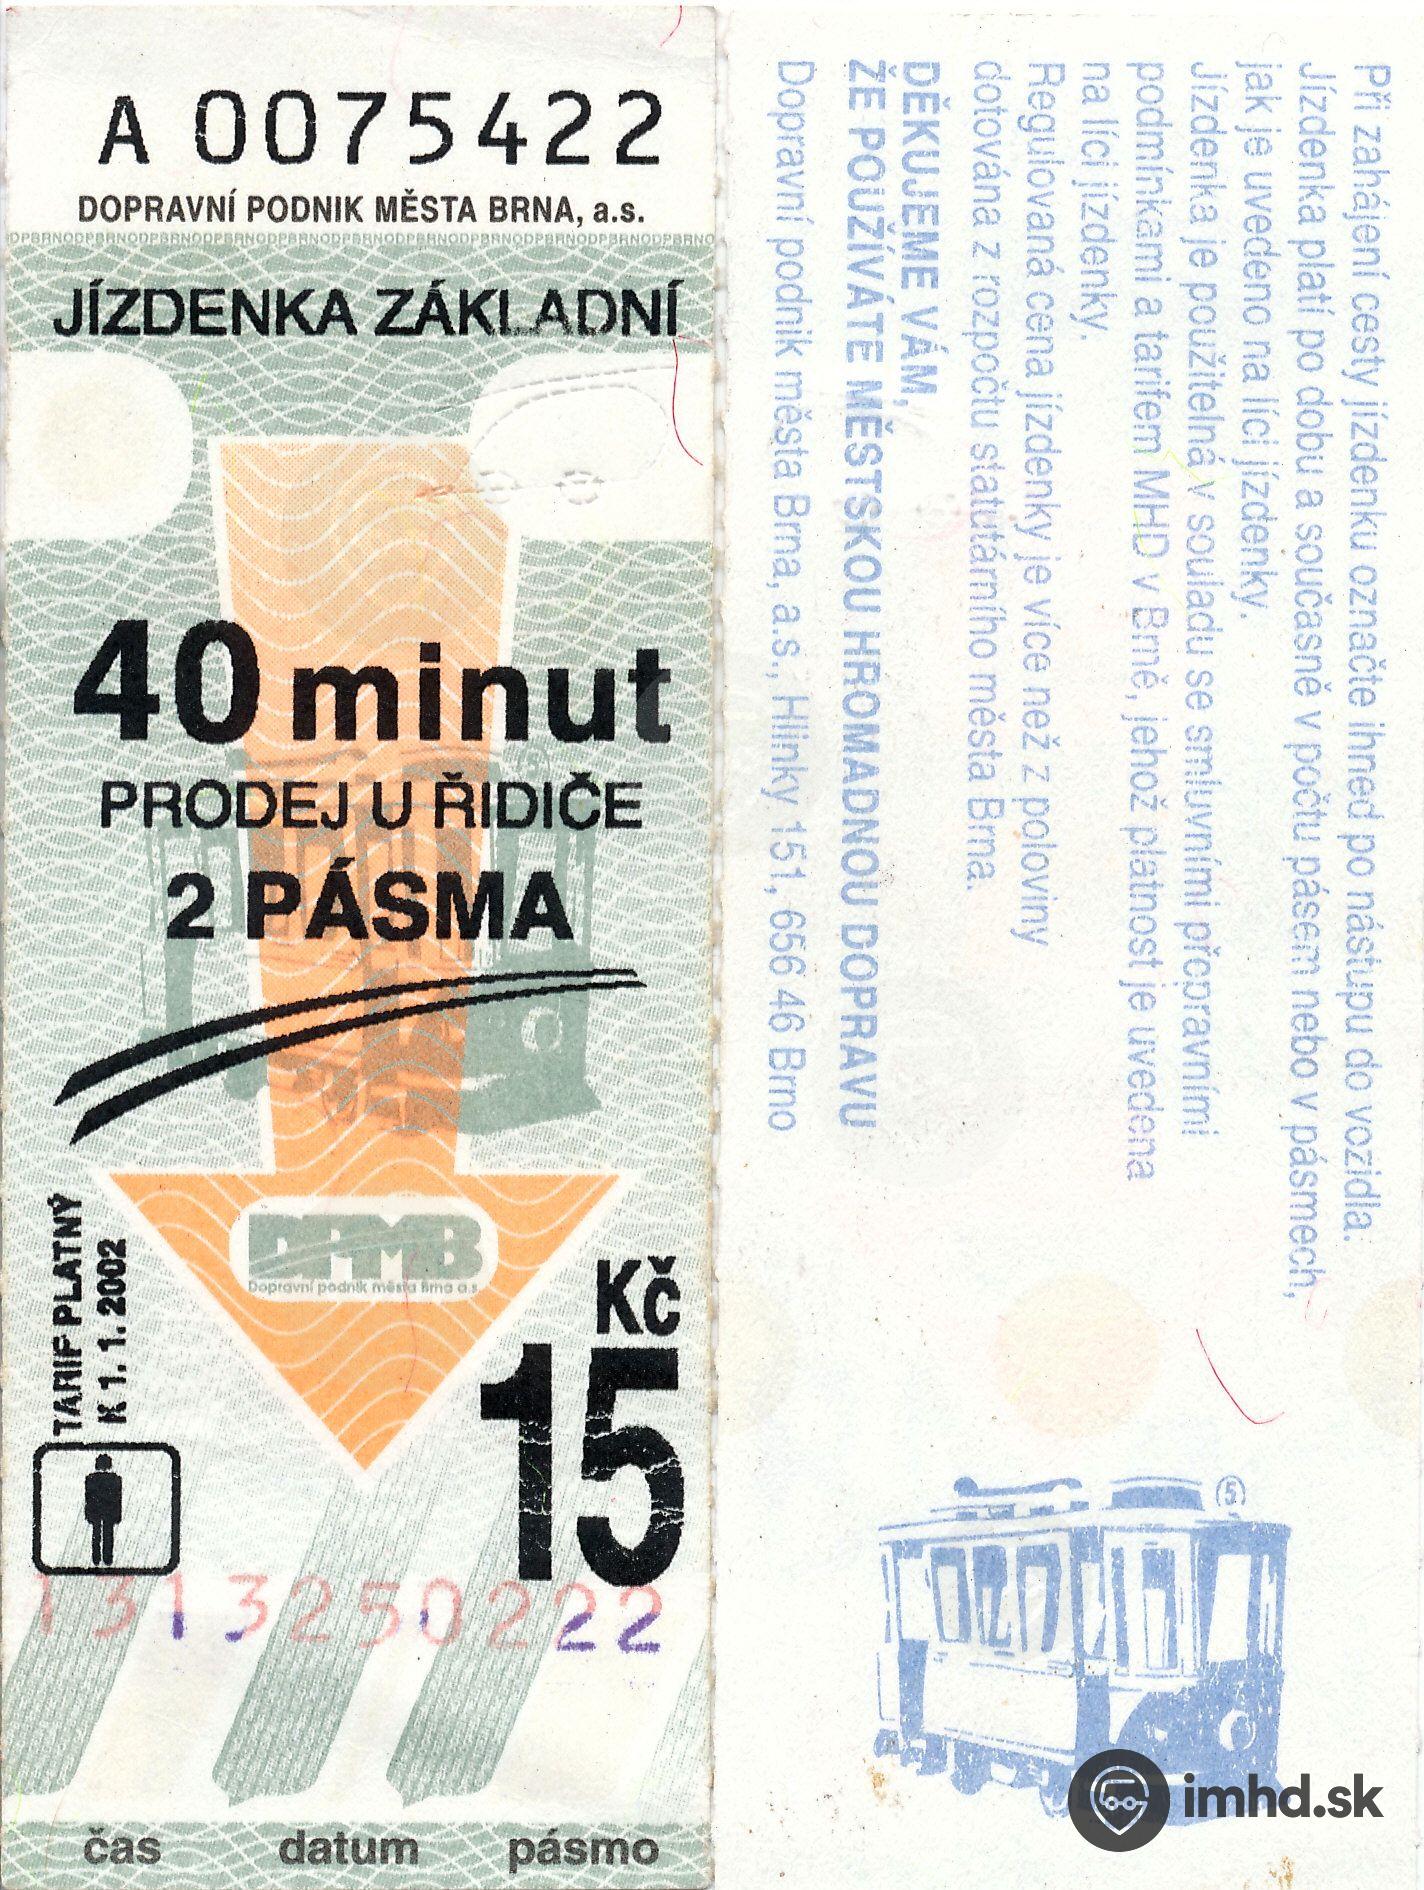 A 0075422
DOPRAVNÍ PODNIK MĚSTA BRNA, a.s.
DPBRNODPBRNODPBRNODPBRNODPBRNODPBRNODPBRNODPBRNODPBRNODPBRNO
JÍZDENKA ZÁKLADNÍ
40 minut
PRODEJ U ŘIDIČE
2 PÁSMA
DPMB
Dopravní podnik města Brna a.s.
TARIF PLATNÝ
K 1. 1. 2002
Kč
15
1313250222
čas datum pásmo
Při zahájení cesty jízdenku označte ihned po nástupu do vozidla.
Jízdenka platí po dobu a současně v počtu pásem nebo v pásmech,
jak je uvedeno na líci jízdenky.
Jízdenka je použitelná v souladu se smluvními přepravními
podmínkami a tarifem MHD v Brně, jehož platnost je uvedena
na líci jízdenky.
Regulovaná cena jízdenky je více než z poloviny
dotována z rozpočtu statutárního města Brna.
DĚKUJEME VÁM,
ŽE POUŽÍVÁTE MĚSTSKOU HROMADNOU DOPRAVU
Dopravní podnik města Brna, a.s., Hlinky 151, 656 46 Brno
5
imhd.sk